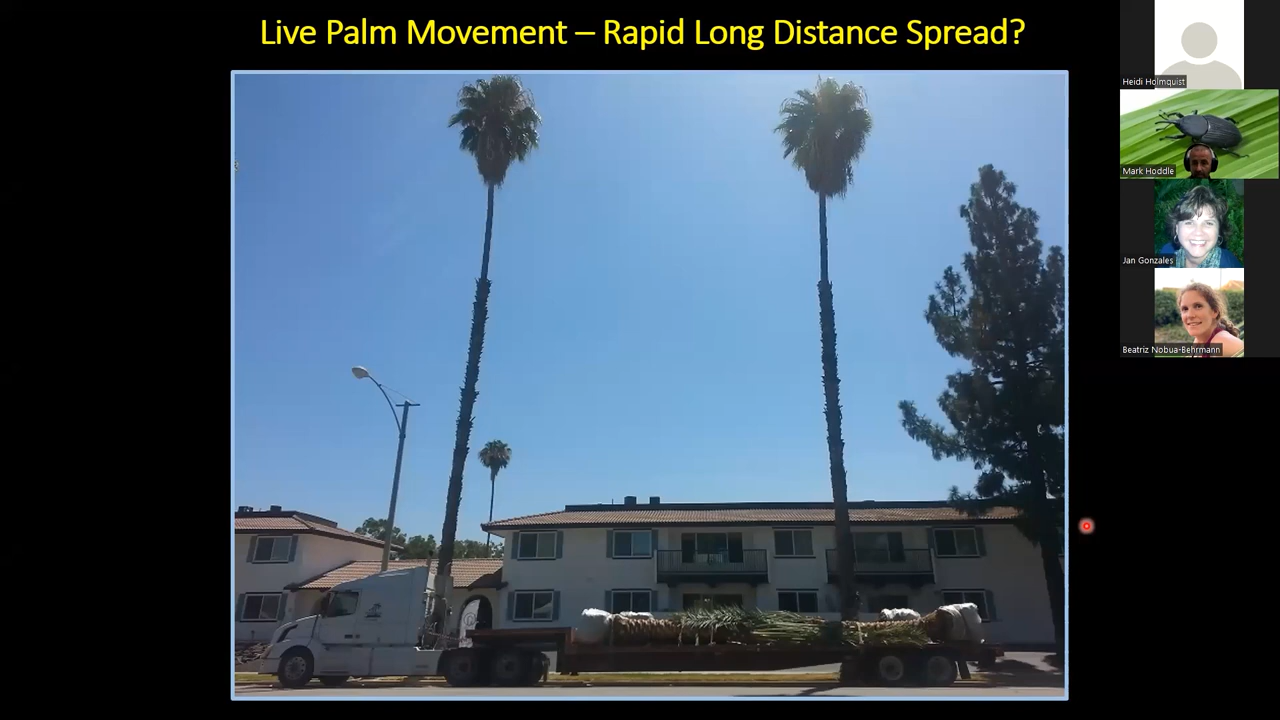 Live Palm Movement – Rapid Long Distance Spread?
Heidi Holmquist
Mark Hoddle
Jan Gonzales
Beatriz Nobua-Behrmann